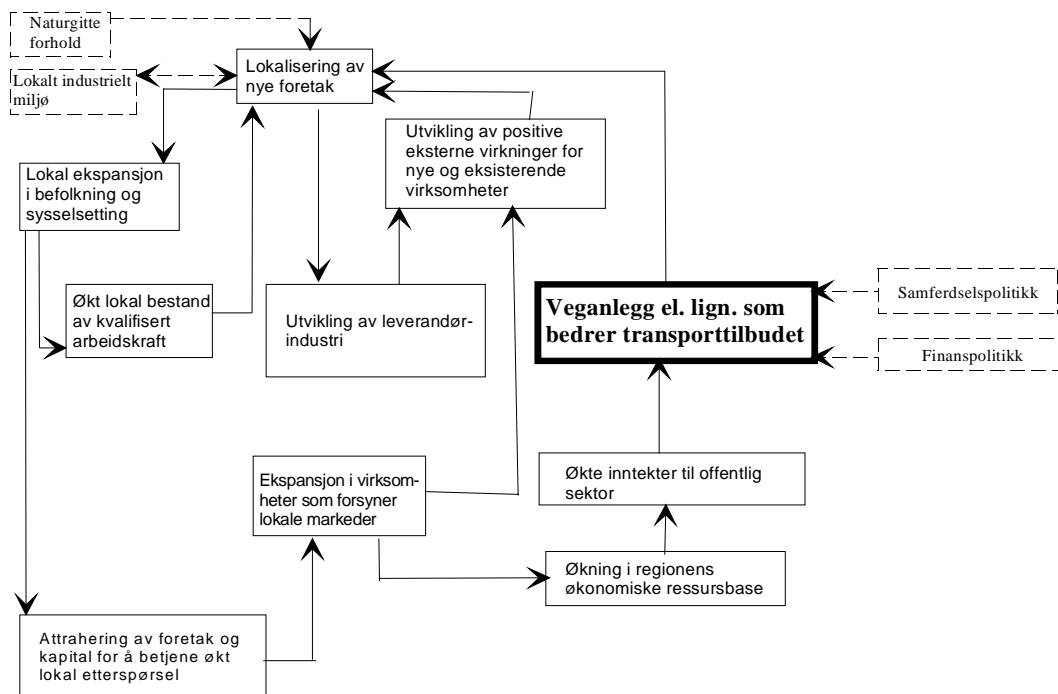 Naturgitte
forhold
Lokalt industrielt
miljø
Lokalisering av
nye foretak
Utvikling av positive
eksterne virkninger for
nye og eksisterende
virksomheter
Lokal ekspansjon
i befolkning og
sysselsetting
Økt lokal bestand
av kvalifisert
arbeidskraft
Utvikling av leverandør-
industri
Veganlegg el. lign. som
bedrer transporttilbudet
Samferdselspolitikk
Finanspolitikk
Ekspansjon i virksom-
heter som forsyner
lokale markeder
Økte inntekter til offentlig
sektor
Økning i regionens
økonomiske ressursbase
Attrahering av foretak og
kapital for å betjene økt
lokal etterspørsel